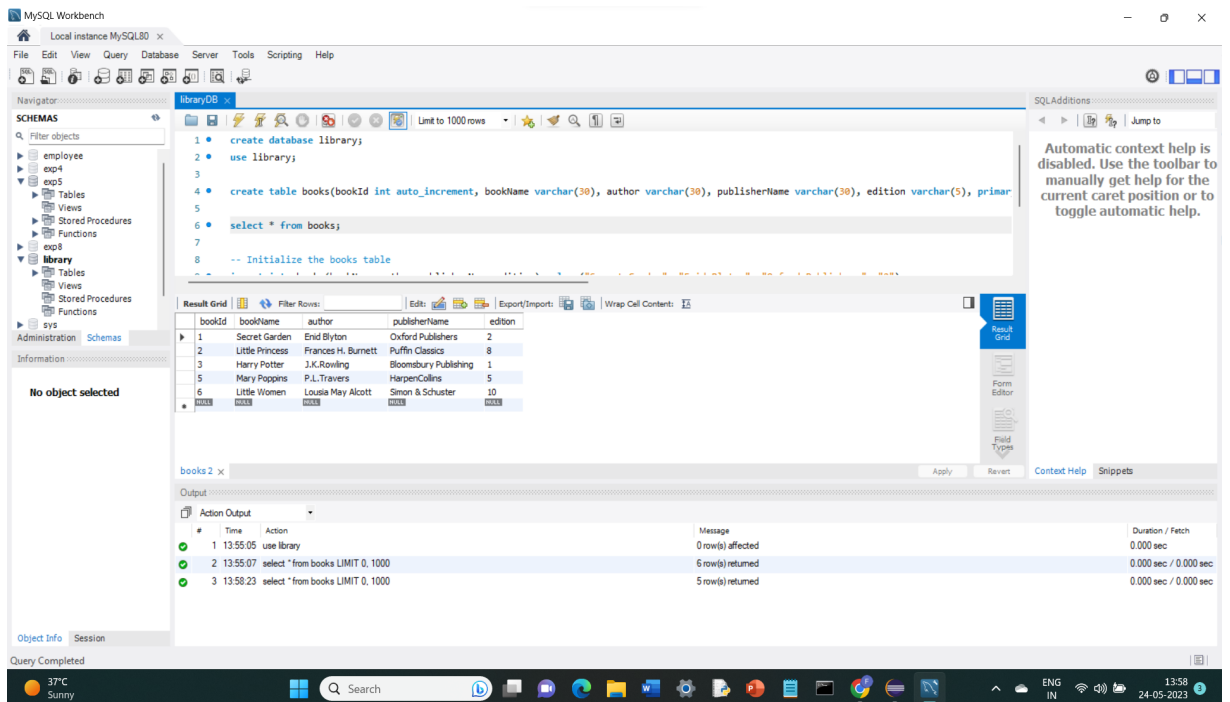 MySQL Workbench
Local instance MySQL80
File Edit View Query Database Server Tools Scripting Help
Navigator
SCHEMAS
Filter objects
employee
exp4
exp5
Tables
Views
Stored Procedures
Functions
exp8
library
Tables
Views
Stored Procedures
Functions
sys
Administration Schemas
Information
No object selected
Object Info Session
libraryDB
Limit to 1000 rows
1 create database library;
2 use library;
3
4 create table books(bookId int auto_increment, bookName varchar(30), author varchar(30), publisherName varchar(30), edition varchar(5), primar
5
6 select * from books;
7
8 -- Initialize the books table
Result Grid Filter Rows: Edit: Export/Import: Wrap Cell Content:
bookId bookName author publisherName edition
1 Secret Garden Enid Blyton Oxford Publishers 2
2 Little Princess Frances H. Burnett Puffin Classics 8
3 Harry Potter J.K.Rowling Bloomsbury Publishing 1
5 Mary Poppins P.L.Travers HarpenCollins 5
6 Little Women Lousia May Alcott Simon & Schuster 10
NULL NULL NULL NULL NULL
Result Grid
Form Editor
Field Types
books 2
Apply Revert
SQLAdditions
Jump to
Automatic context help is
disabled. Use the toolbar to
manually get help for the
current caret position or to
toggle automatic help.
Context Help Snippets
Output
Action Output
# Time Action Message Duration / Fetch
1 13:55:05 use library 0 row(s) affected 0.000 sec
2 13:55:07 select * from books LIMIT 0, 1000 6 row(s) returned 0.000 sec / 0.000 sec
3 13:58:23 select * from books LIMIT 0, 1000 5 row(s) returned 0.000 sec / 0.000 sec
Query Completed
37°C
Sunny
Search
ENG
IN
13:58
24-05-2023
3